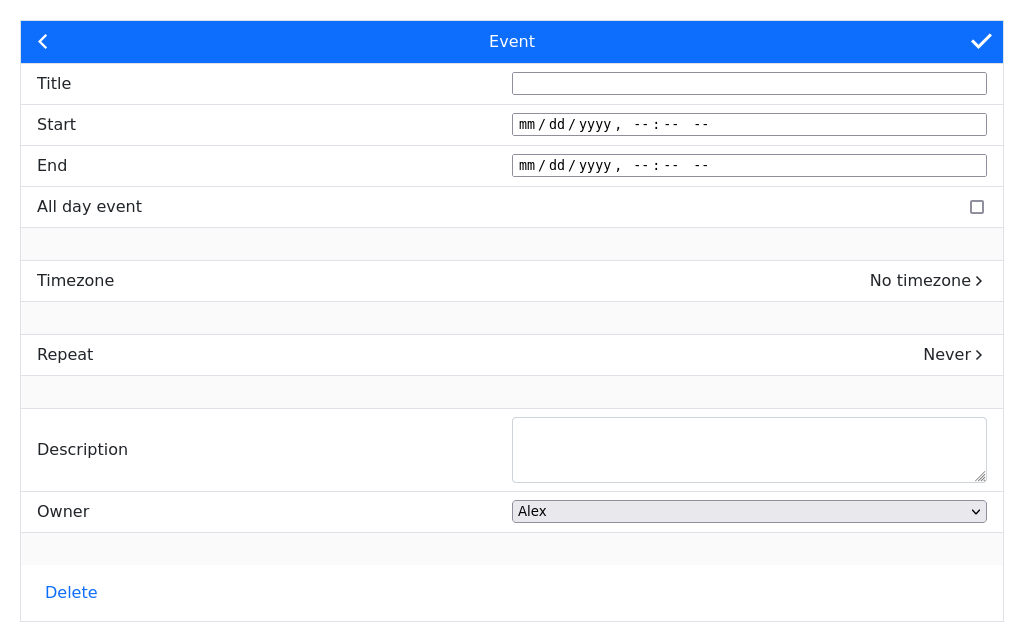 Event
Title
Start mm/dd/yyyy, --:-- --
End mm/dd/yyyy, --:-- --
All day event
Timezone No timezone
Repeat Never
Description
Owner Alex
Delete